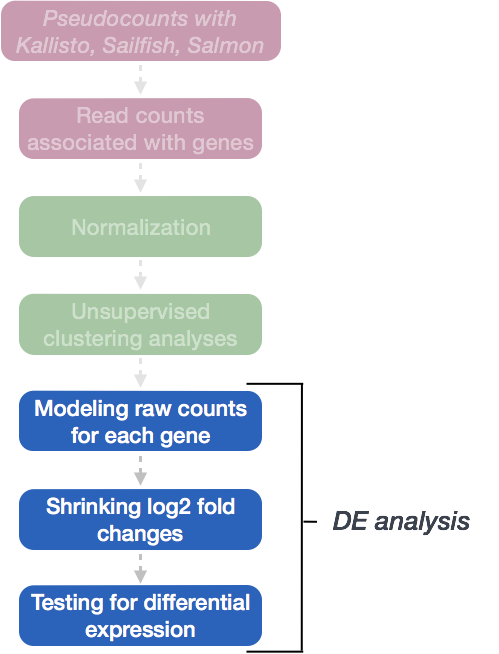 Pseudocounts with
Kallisto, Sailfish, Salmon
Read counts
associated with genes
Normalization
Unsupervised
clustering analyses
Modeling raw counts
for each gene
Shrinking log2 fold
changes
Testing for differential
expression
DE analysis